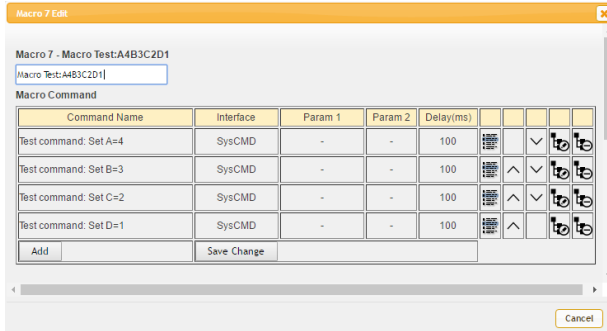 Macro 7 Edit
Macro 7 - Macro Test:A4B3C2D1
Macro Test:A4B3C2D1
Macro Command
Command Name Interface Param 1 Param 2 Delay(ms)
Test command: Set A=4 SysCMD - - 100
Test command: Set B=3 SysCMD - - 100
Test command: Set C=2 SysCMD - - 100
Test command: Set D=1 SysCMD - - 100
Add Save Change
Cancel